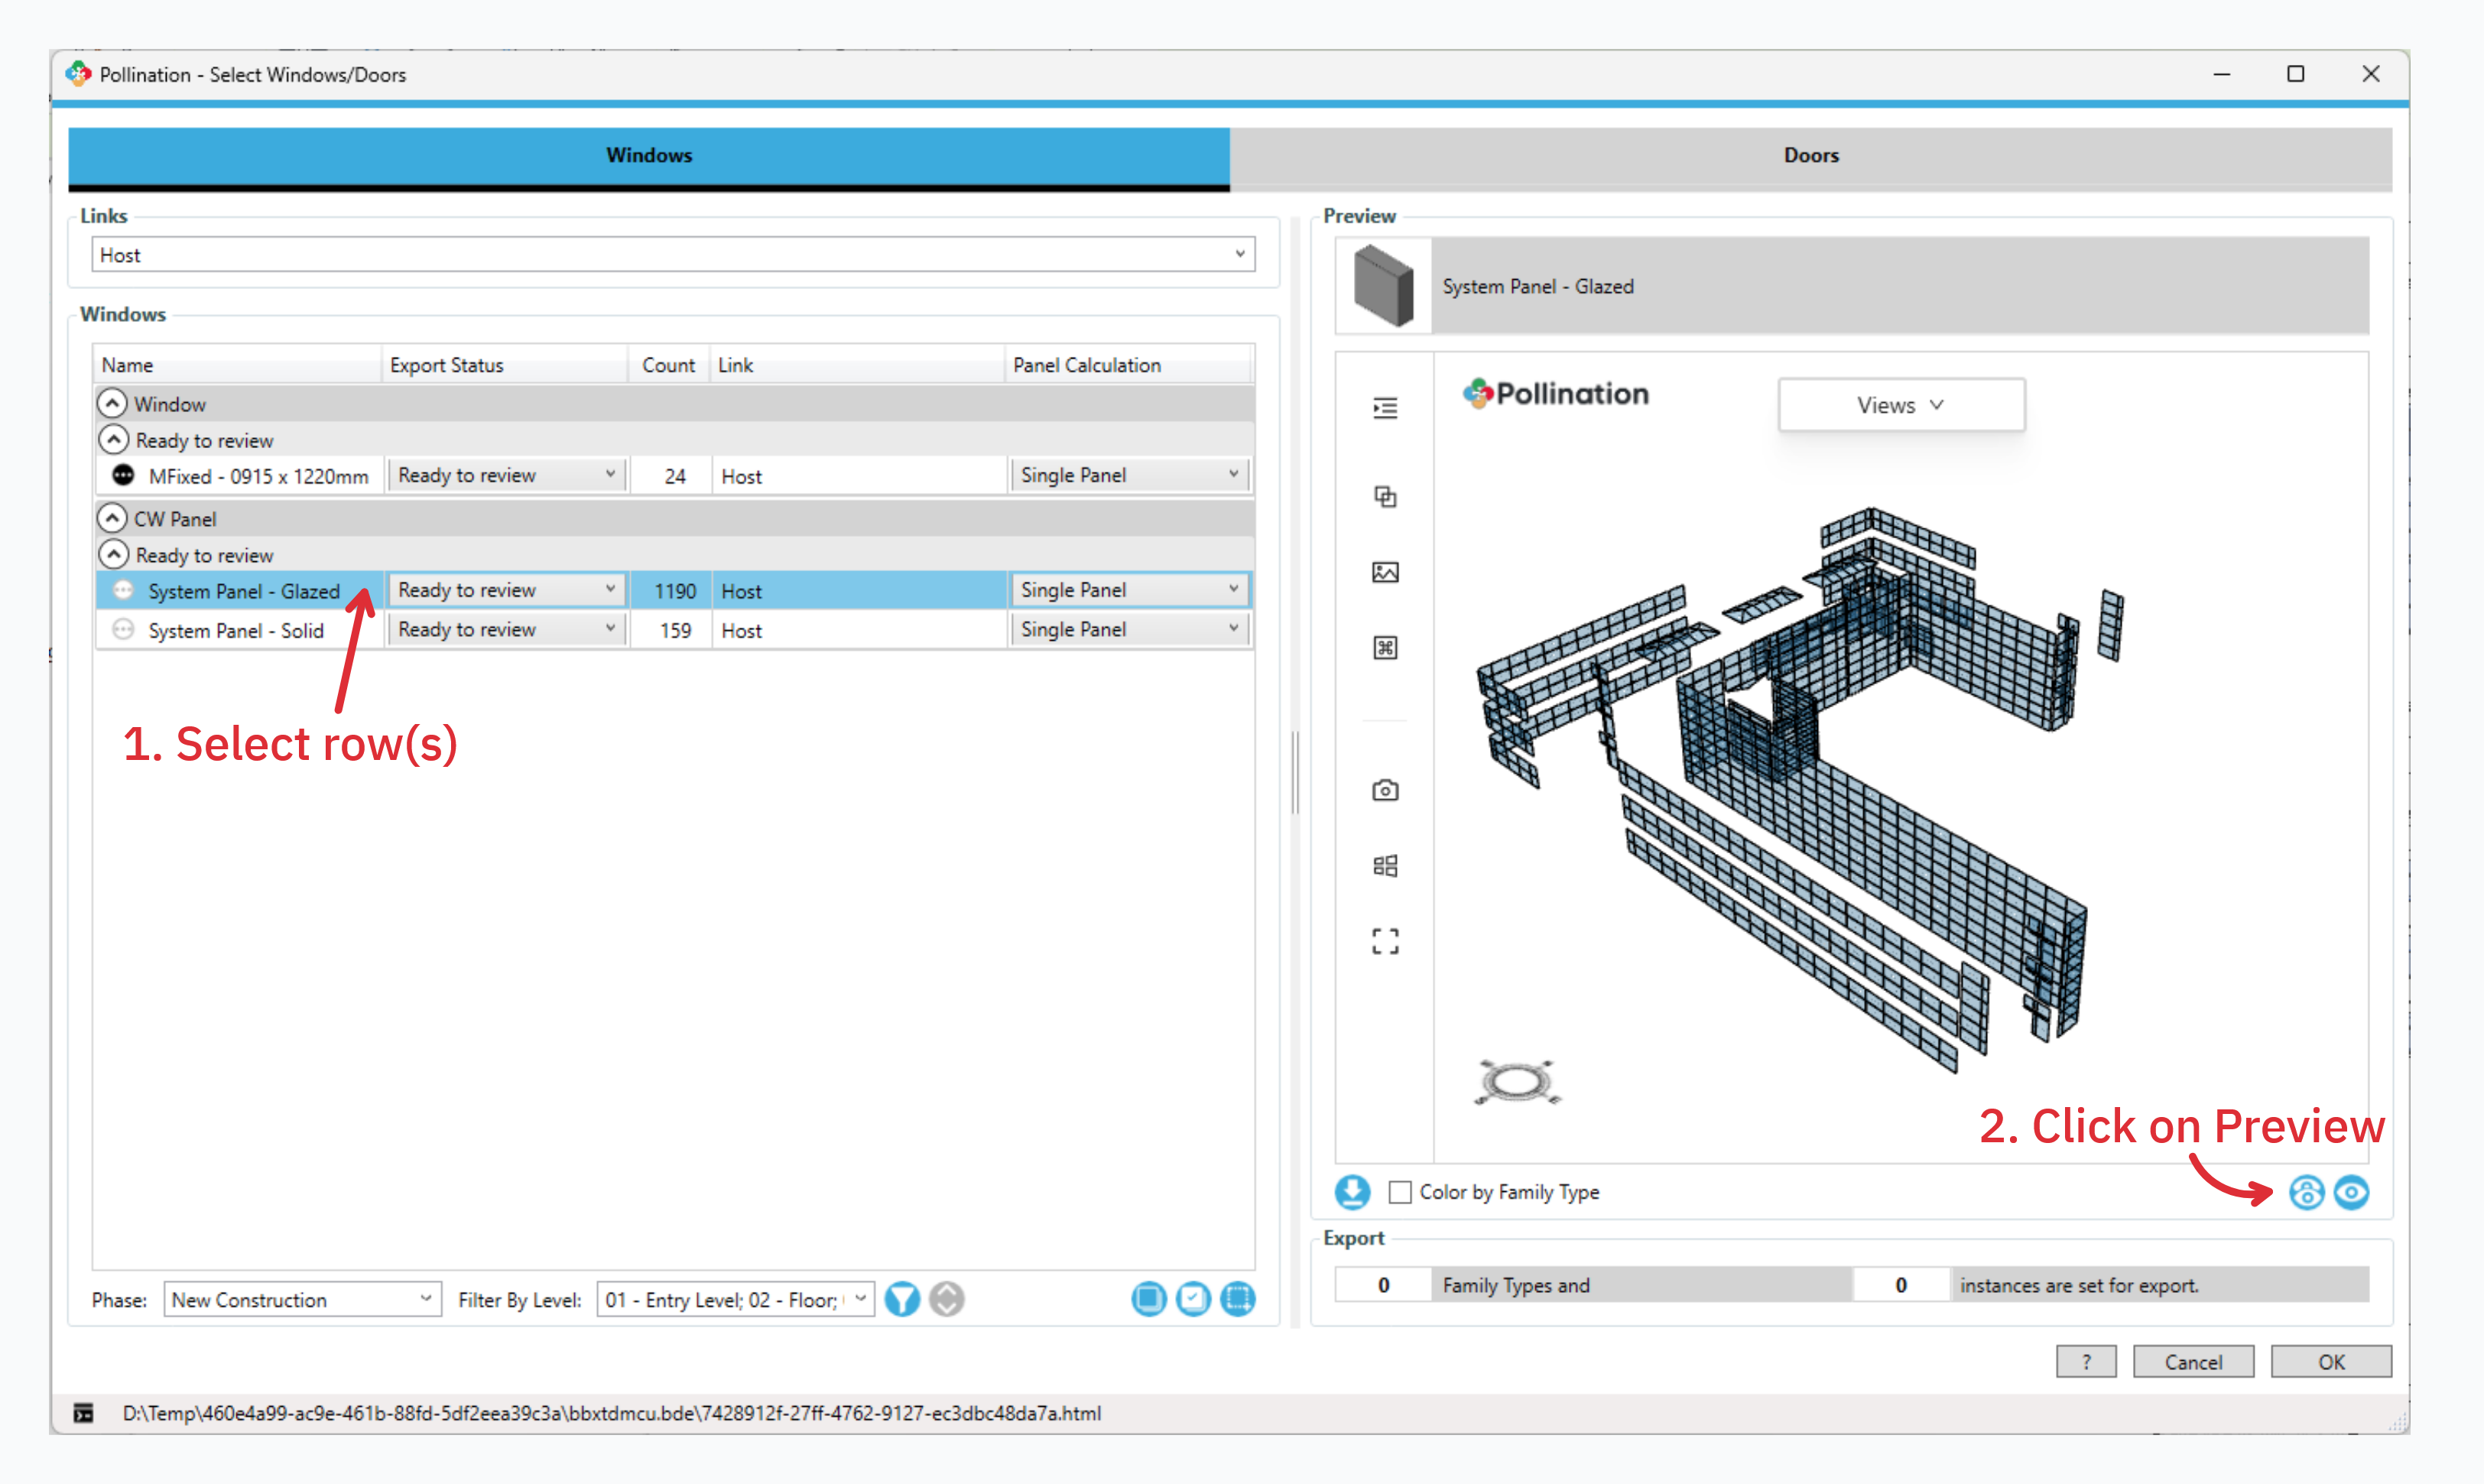 Pollination - Select Windows/Doors
Windows
Doors
Links
Host
Windows
Name Export Status Count Link Panel Calculation
Window
Ready to review
MFixed - 0915 x 1220mm Ready to review 24 Host Single Panel
CW Panel
Ready to review
System Panel - Glazed Ready to review 1190 Host Single Panel
System Panel - Solid Ready to review 159 Host Single Panel
1. Select row(s)
Phase: New Construction Filter By Level: 01 - Entry Level; 02 - Floor;
Preview
System Panel - Glazed
Pollination
Views
2. Click on Preview
Color by Family Type
Export
0 Family Types and 0 instances are set for export.
? Cancel OK
D:\Temp\460e4a99-ac9e-461b-88fd-5df2eea39c3a\bbxtdmcu.bde\7428912f-27ff-4762-9127-ec3dbc48da7a.html